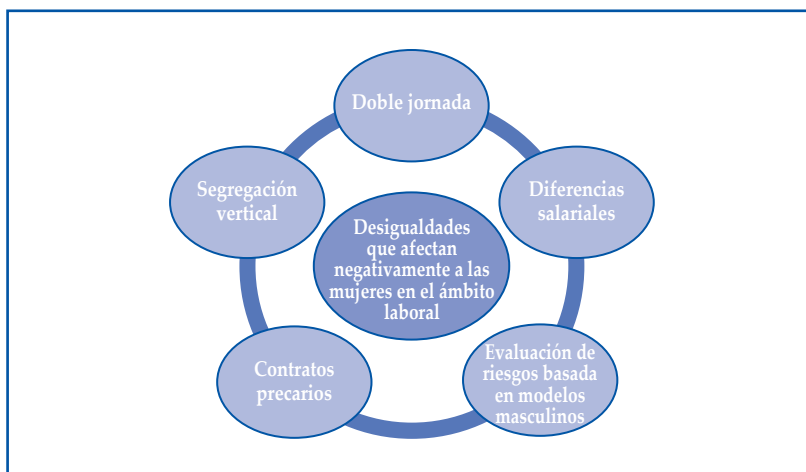 Doble jornada
Segregación
vertical
Diferencias
salariales
Desigualdades
que afectan
negativamente a las
mujeres en el ámbito
laboral
Contratos
precarios
Evaluación de
riesgos basada
en modelos
masculinos